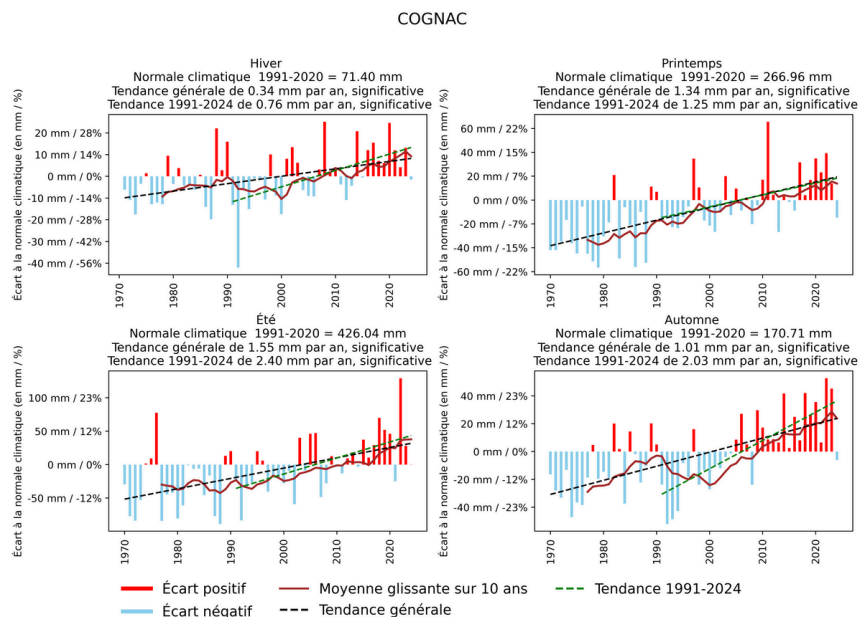 COGNAC
Hiver
Normale climatique 1991-2020 = 71.40 mm
Tendance générale de 0.34 mm par an, significative
Tendance 1991-2024 de 0.76 mm par an, significative
Écart à la normale climatique (en mm / %)
20 mm / 28%
10 mm / 14%
0 mm / 0%
-10 mm / -14%
-20 mm / -28%
-30 mm / -42%
-40 mm / -56%
1970
1980
1990
2000
2010
2020
Printemps
Normale climatique 1991-2020 = 266.96 mm
Tendance générale de 1.34 mm par an, significative
Tendance 1991-2024 de 1.25 mm par an, significative
Écart à la normale climatique (en mm / %)
60 mm / 22%
40 mm / 15%
20 mm / 7%
0 mm / 0%
-20 mm / -7%
-40 mm / -15%
-60 mm / -22%
1970
1980
1990
2000
2010
2020
Été
Normale climatique 1991-2020 = 426.04 mm
Tendance générale de 1.55 mm par an, significative
Tendance 1991-2024 de 2.40 mm par an, significative
Écart à la normale climatique (en mm / %)
100 mm / 23%
50 mm / 12%
0 mm / 0%
-50 mm / -12%
1970
1980
1990
2000
2010
2020
Automne
Normale climatique 1991-2020 = 170.71 mm
Tendance générale de 1.01 mm par an, significative
Tendance 1991-2024 de 2.03 mm par an, significative
Écart à la normale climatique (en mm / %)
40 mm / 23%
20 mm / 12%
0 mm / 0%
-20 mm / -12%
-40 mm / -23%
1970
1980
1990
2000
2010
2020
Écart positif
Écart négatif
Moyenne glissante sur 10 ans
Tendance générale
Tendance 1991-2024